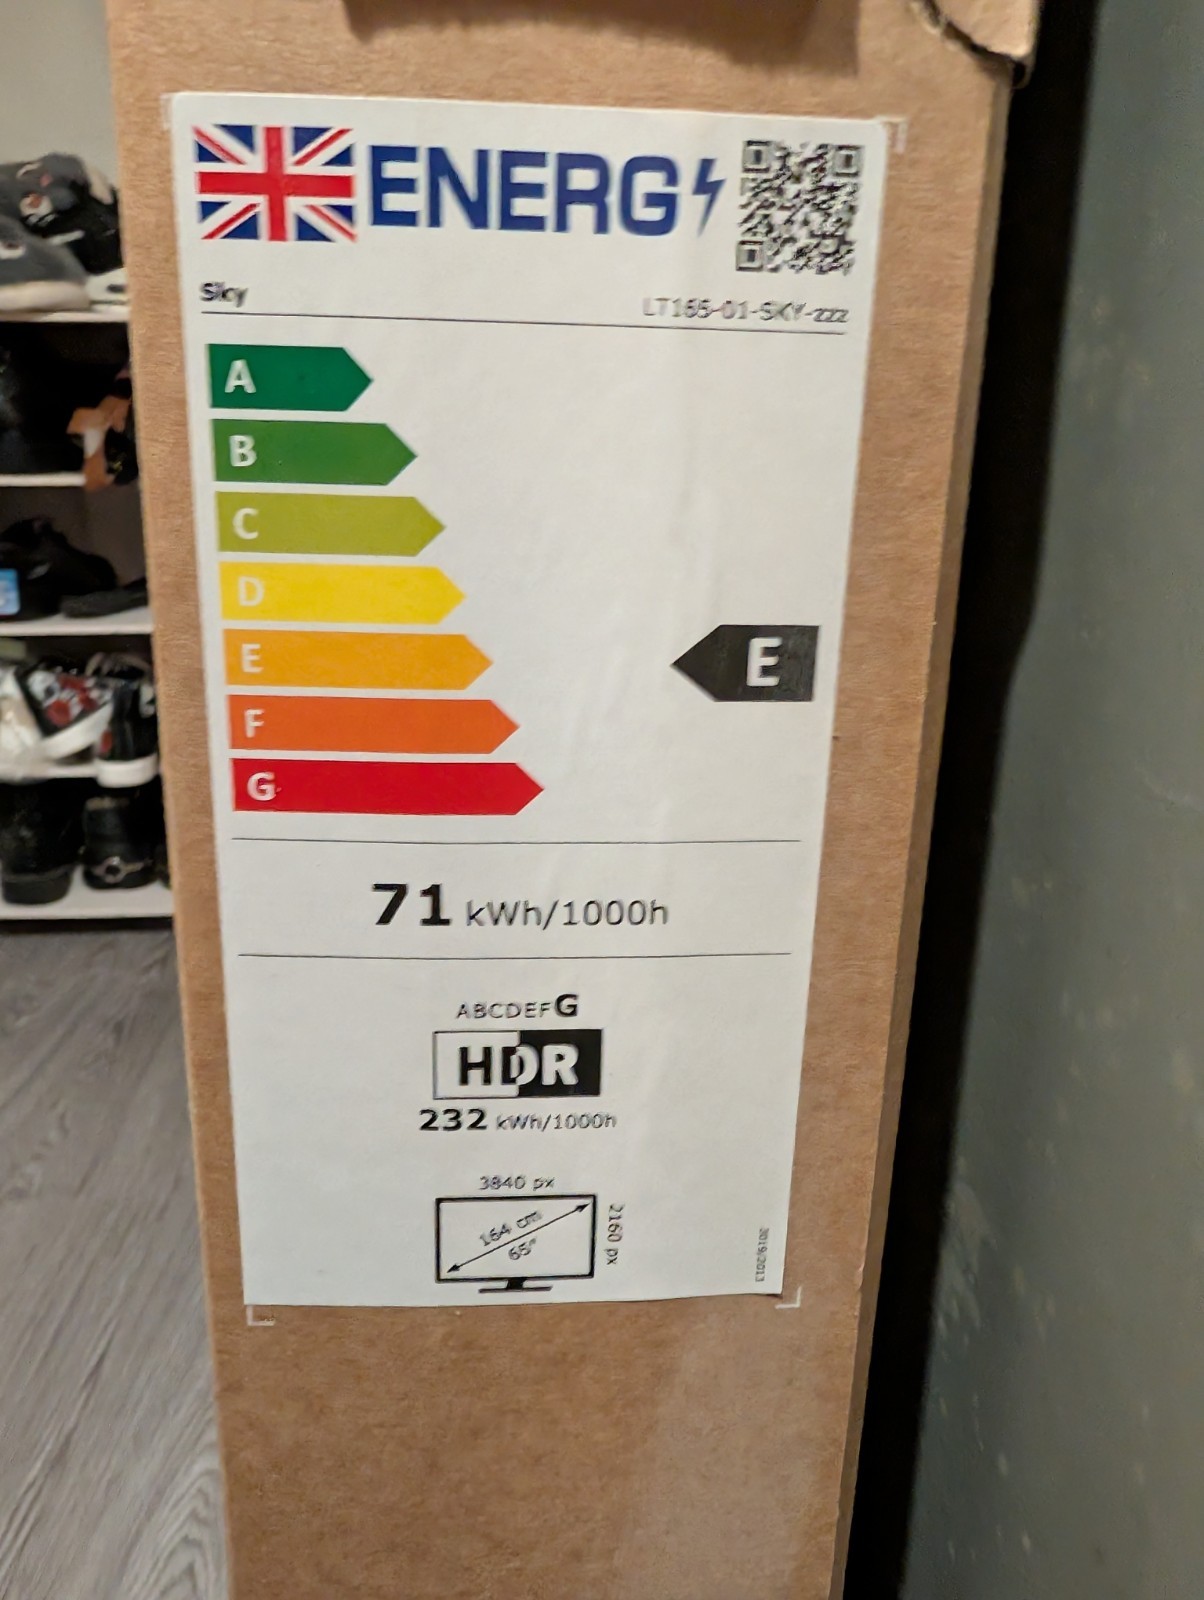 ENERG
Sky
LT165-01-SKY-zzz
A
B
C
D
E
E
F
G
71 kWh/1000h
ABCDEFG
HDR
232 kWh/1000h
3840 px
164 cm
65"
2160 px
2019/2013